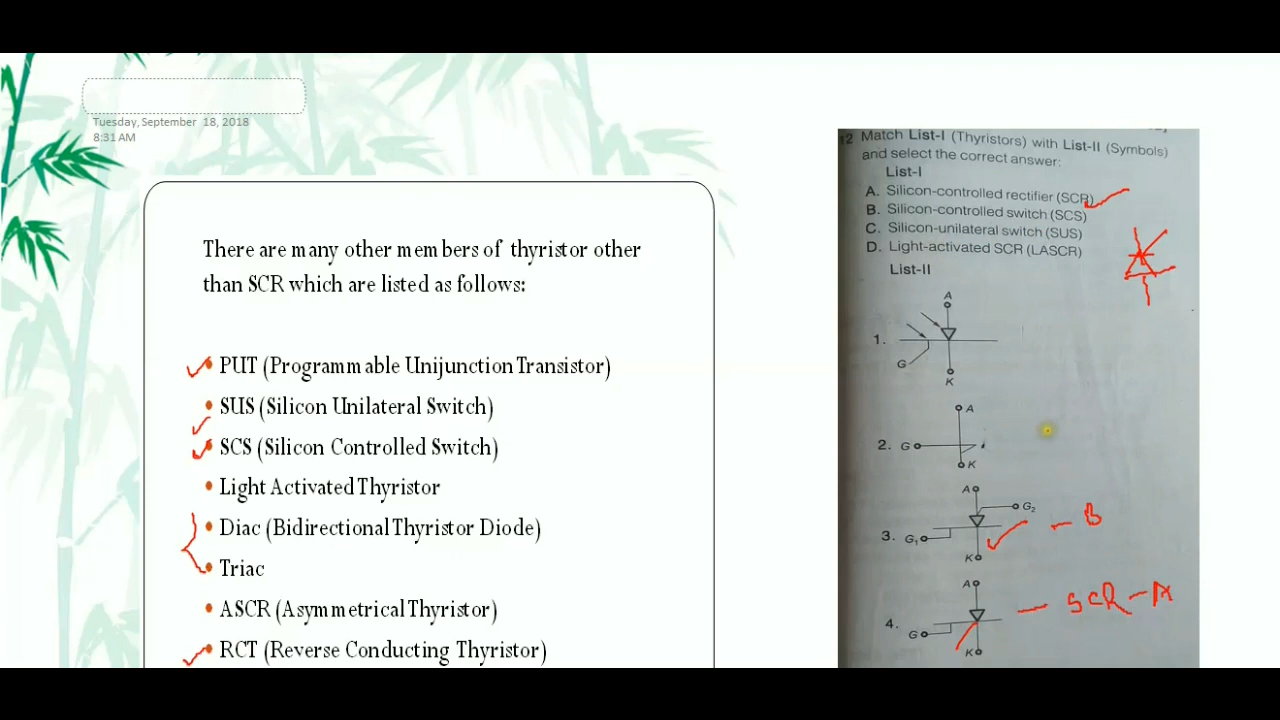 Tuesday, September 18, 2018
8:31 AM
There are many other members of thyristor other
than SCR which are listed as follows:
• PUT (Programmable Unijunction Transistor)
• SUS (Silicon Unilateral Switch)
• SCS (Silicon Controlled Switch)
• Light Activated Thyristor
• Diac (Bidirectional Thyristor Diode)
• Triac
• ASCR (Asymmetrical Thyristor)
• RCT (Reverse Conducting Thyristor)
12 Match List-I (Thyristors) with List-II (Symbols)
and select the correct answer:
List-I
A. Silicon-controlled rectifier (SCR)
B. Silicon-controlled switch (SCS)
C. Silicon-unilateral switch (SUS)
D. Light-activated SCR (LASCR)
List-II
A
1.
G
K
A
2. G
K
A
G2
3. G1
K
B
A
4.
G
K
SCR - A